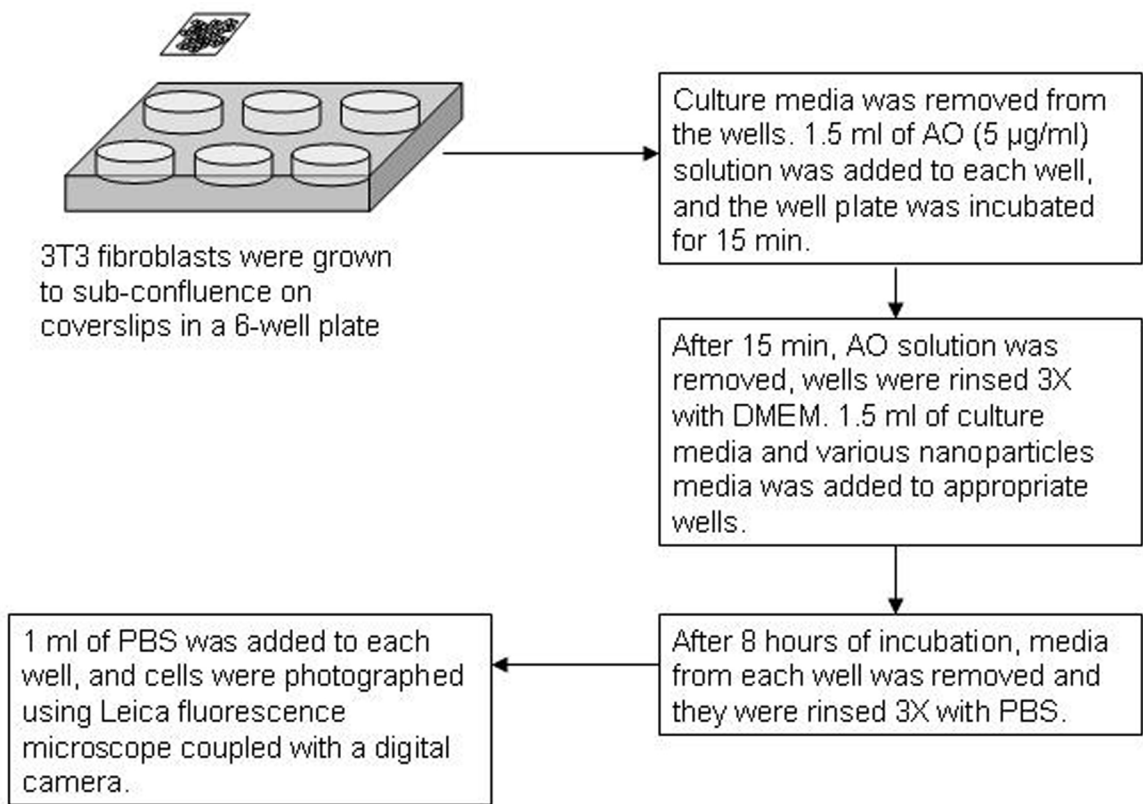 3T3 fibroblasts were grown
to sub-confluence on
coverslips in a 6-well plate
Culture media was removed from
the wells. 1.5 ml of AO (5 µg/ml)
solution was added to each well,
and the well plate was incubated
for 15 min.
After 15 min, AO solution was
removed, wells were rinsed 3X
with DMEM. 1.5 ml of culture
media and various nanoparticles
media was added to appropriate
wells.
After 8 hours of incubation, media
from each well was removed and
they were rinsed 3X with PBS.
1 ml of PBS was added to each
well, and cells were photographed
using Leica fluorescence
microscope coupled with a digital
camera.